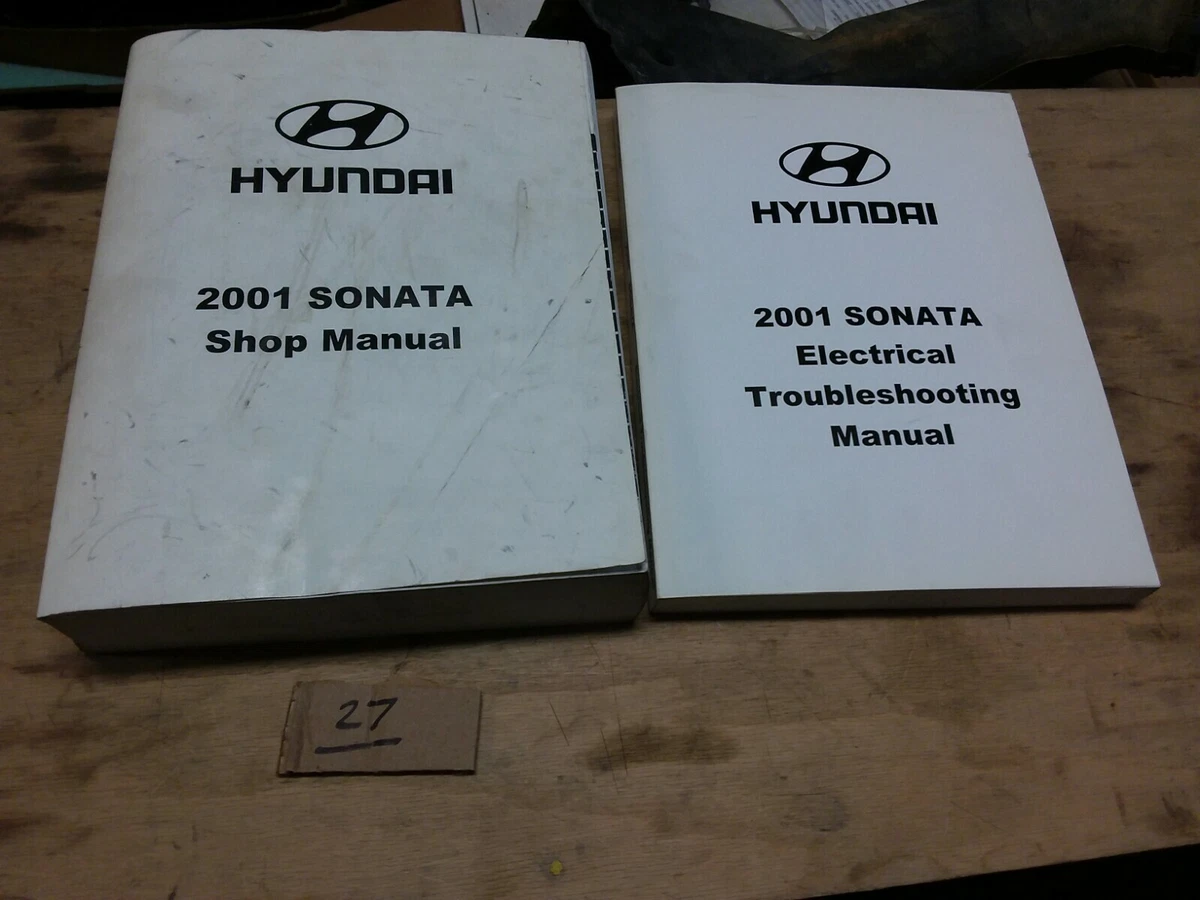 HYUNDAI
2001 SONATA
Shop Manual
HYUNDAI
2001 SONATA
Electrical
Troubleshooting
Manual
27